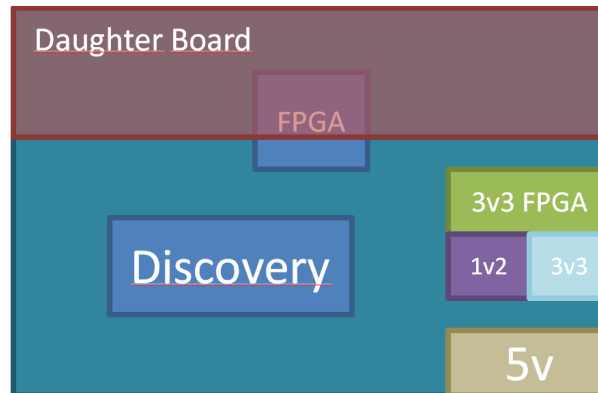 Daughter Board
FPGA
3v3 FPGA
Discovery
1v2
3v3
5v